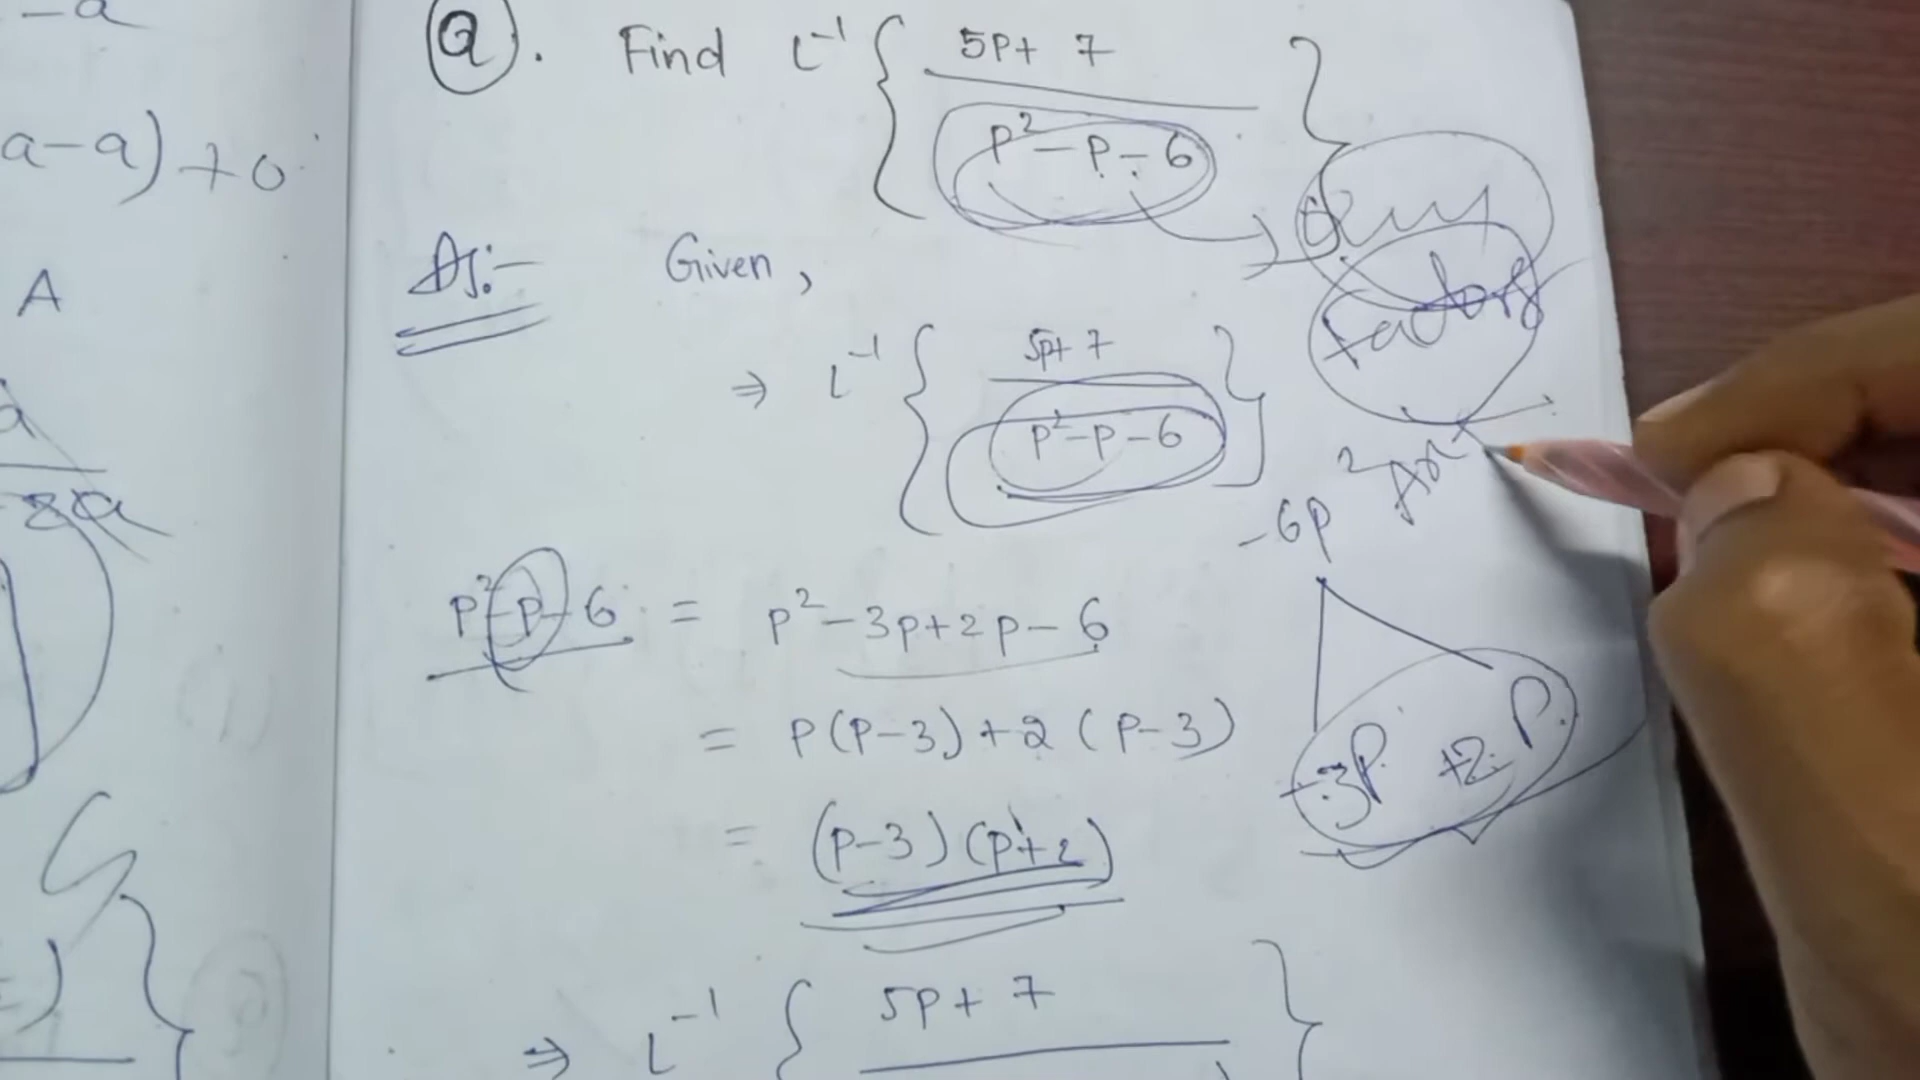 -a
a-a)+0
A
Q. Find L⁻¹ { 5p+ 7
p² - p - 6 }
factors
Given,
⇒ L⁻¹ { 5p+ 7
p² - p - 6 }
-6p²
p² - p - 6 = p² - 3p + 2p - 6
= p (p-3) + 2 (p-3)
-3p +2p
= (p-3) (p+2)
⇒ L⁻¹ { 5p + 7 }